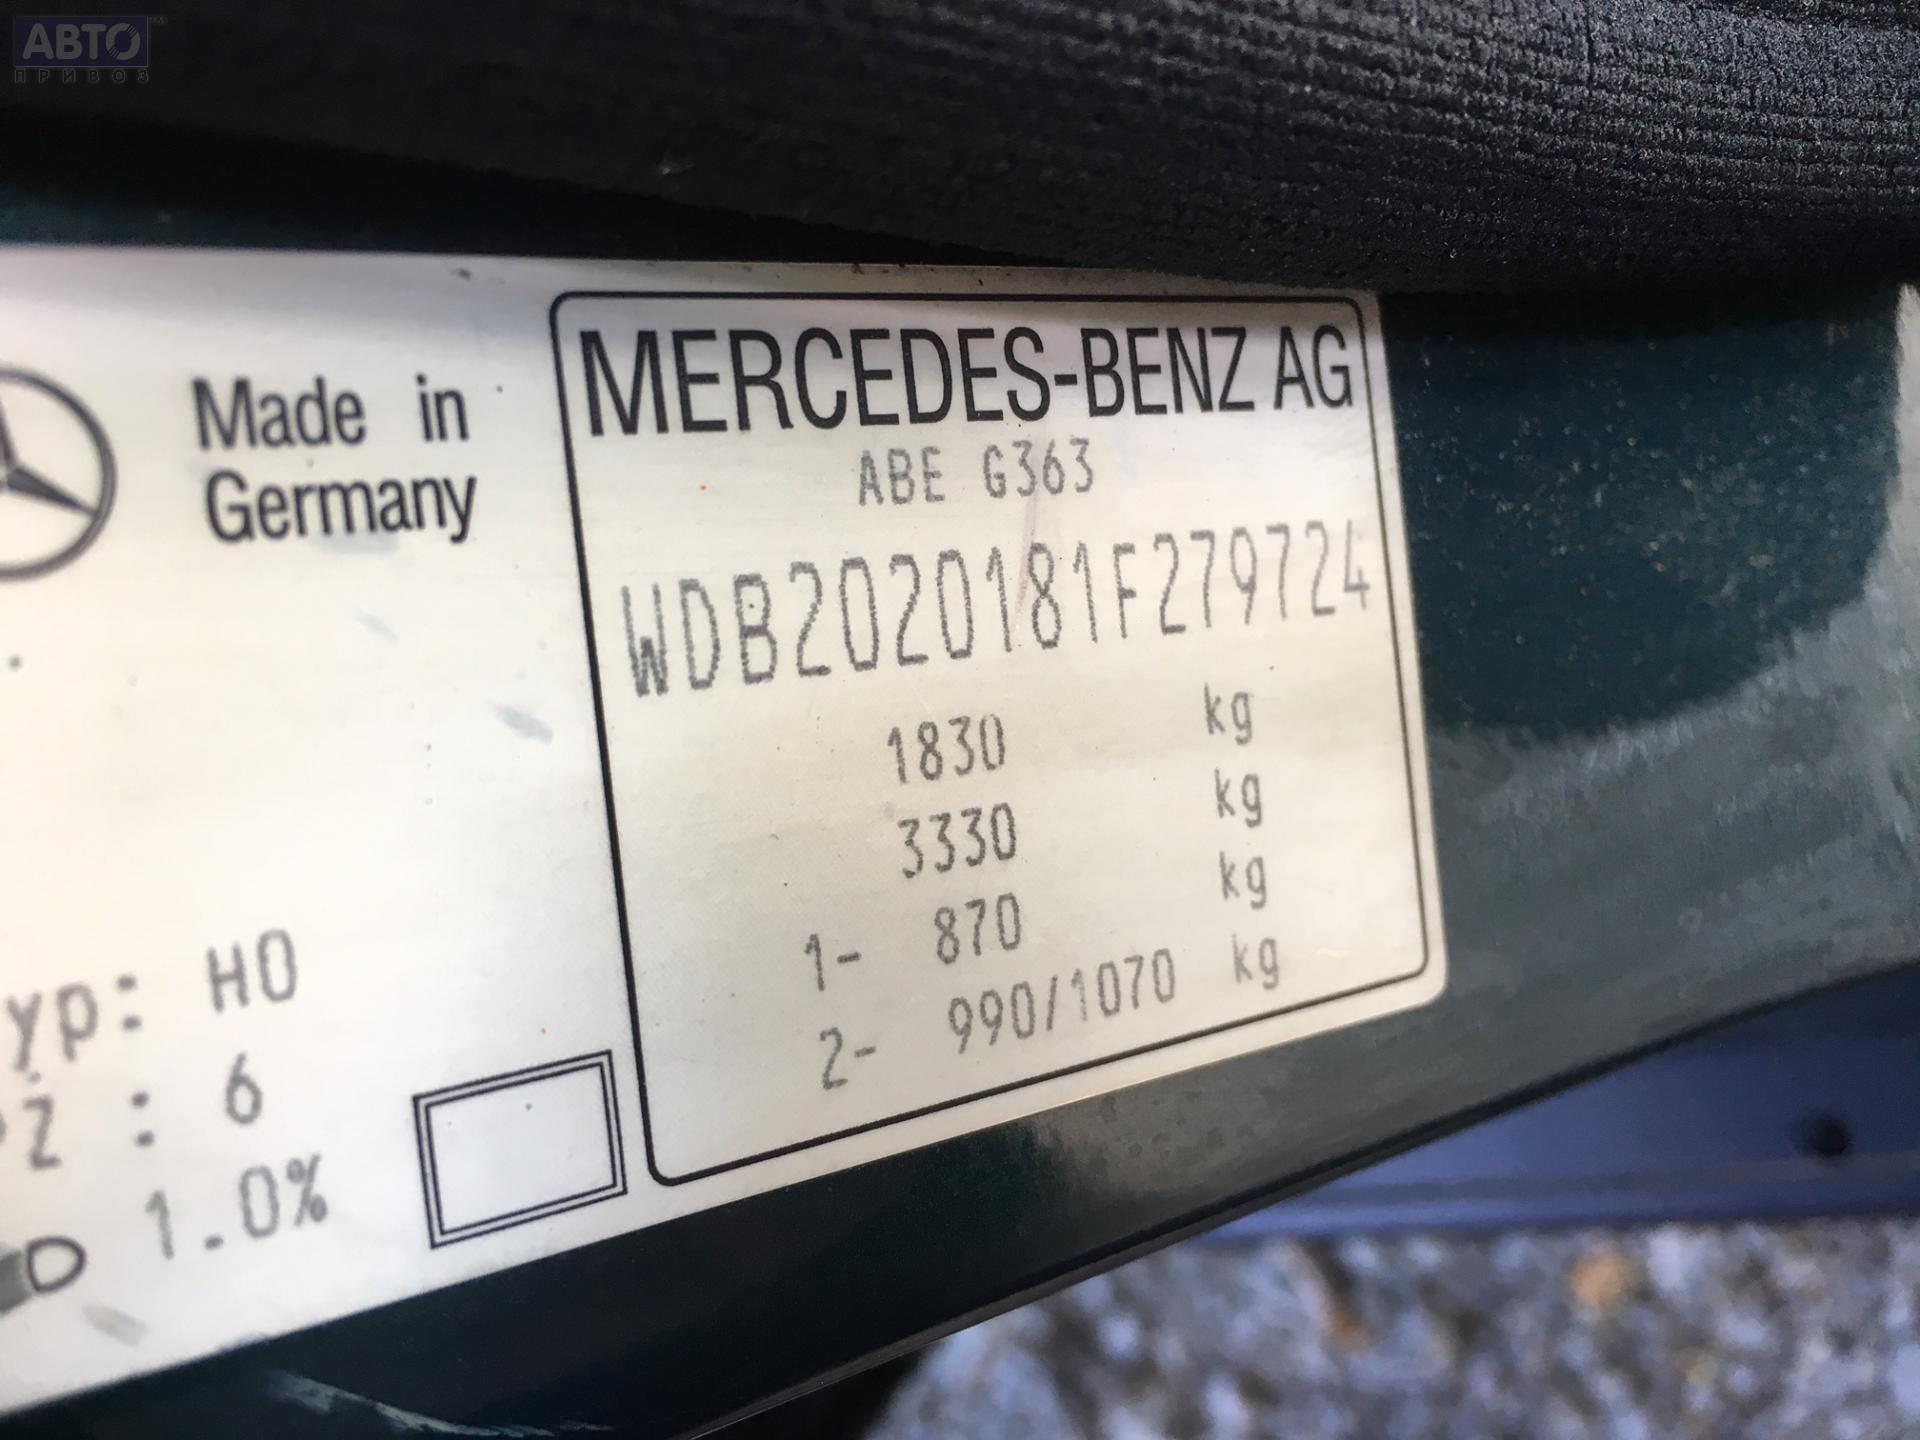 АВТО
ПРИВОЗ
Made in
Germany
MERCEDES-BENZ AG
ABE G363
WDB2020181F279724
1830 kg
3330 kg
1- 870 kg
2- 990/1070 kg
yp: HO
Z : 6
D 1.0%